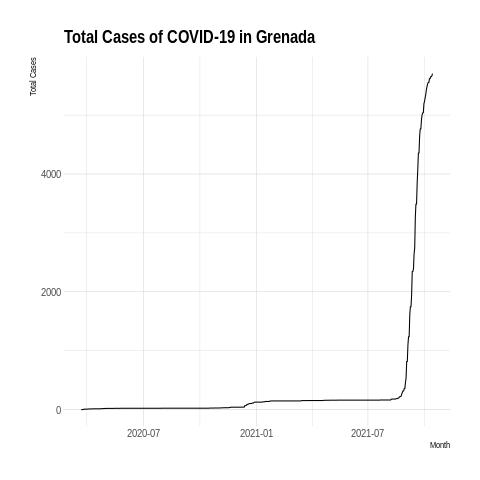 Total Cases of COVID-19 in Grenada
Total Cases
4000
2000
0
2020-07
2021-01
2021-07
Month